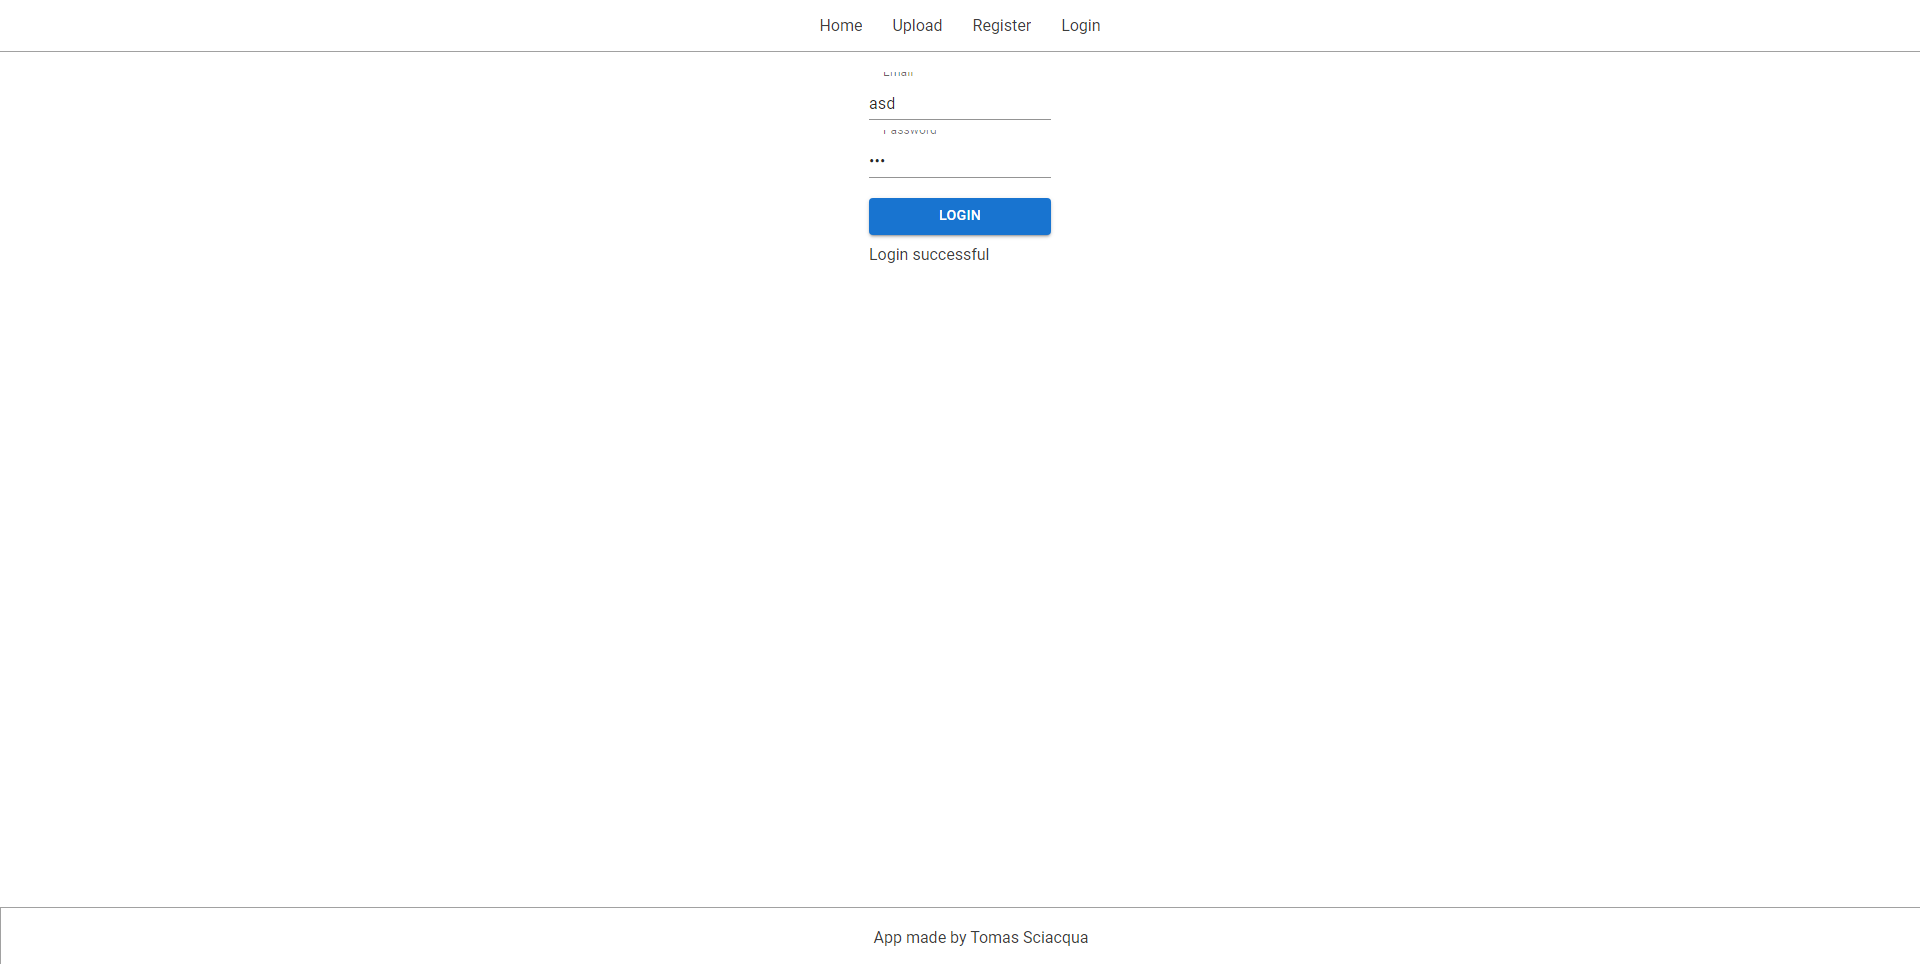 Home Upload Register Login
Email
asd
Password
•••
LOGIN
Login successful
App made by Tomas Sciacqua